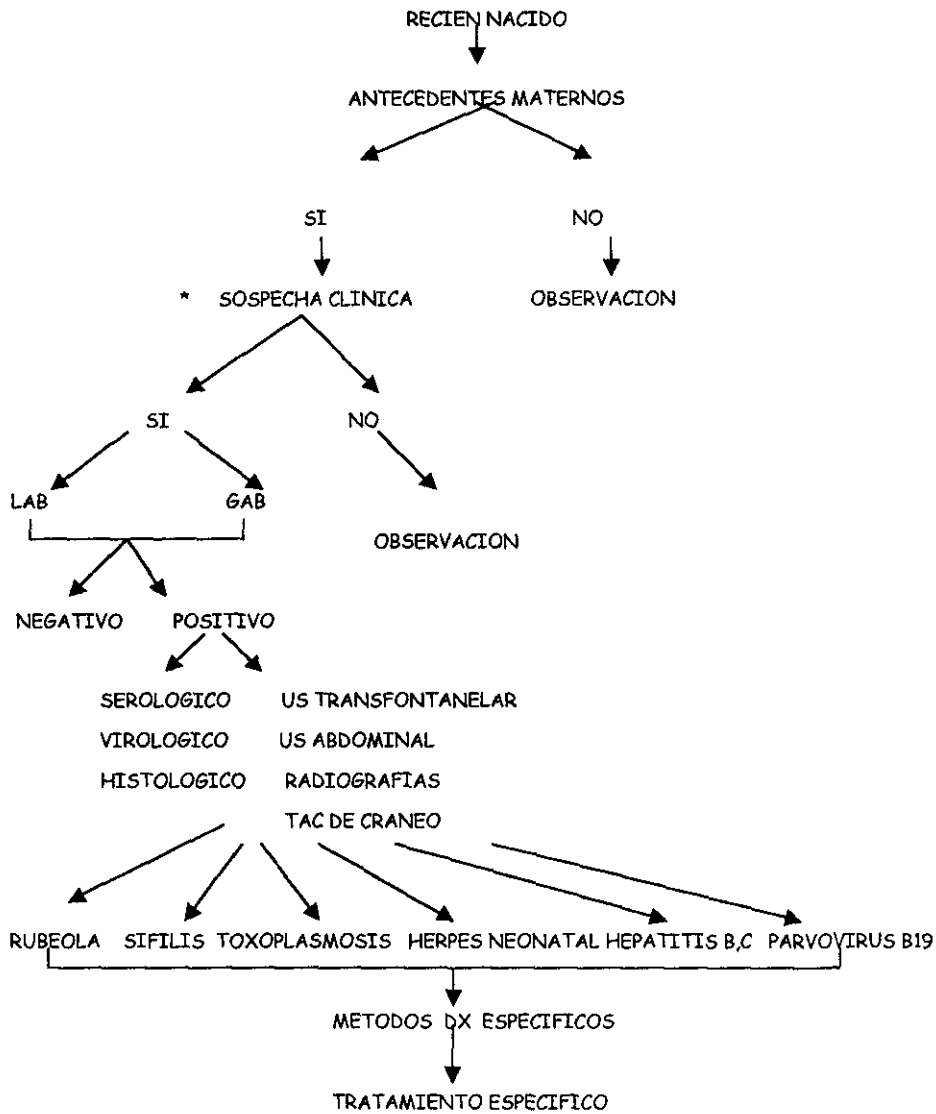 RECIEN NACIDO
ANTECEDENTES MATERNOS
SI NO
* SOSPECHA CLINICA OBSERVACION
SI NO
LAB GAB
OBSERVACION
NEGATIVO POSITIVO
SEROLOGICO US TRANSFONTANELAR
VIROLOGICO US ABDOMINAL
HISTOLOGICO RADIOGRAFIAS
TAC DE CRANEO
RUBEOLA SIFILIS TOXOPLASMOSIS HERPES NEONATAL HEPATITIS B,C PARVOVIRUS B19
METODOS DX ESPECIFICOS
TRATAMIENTO ESPECIFICO